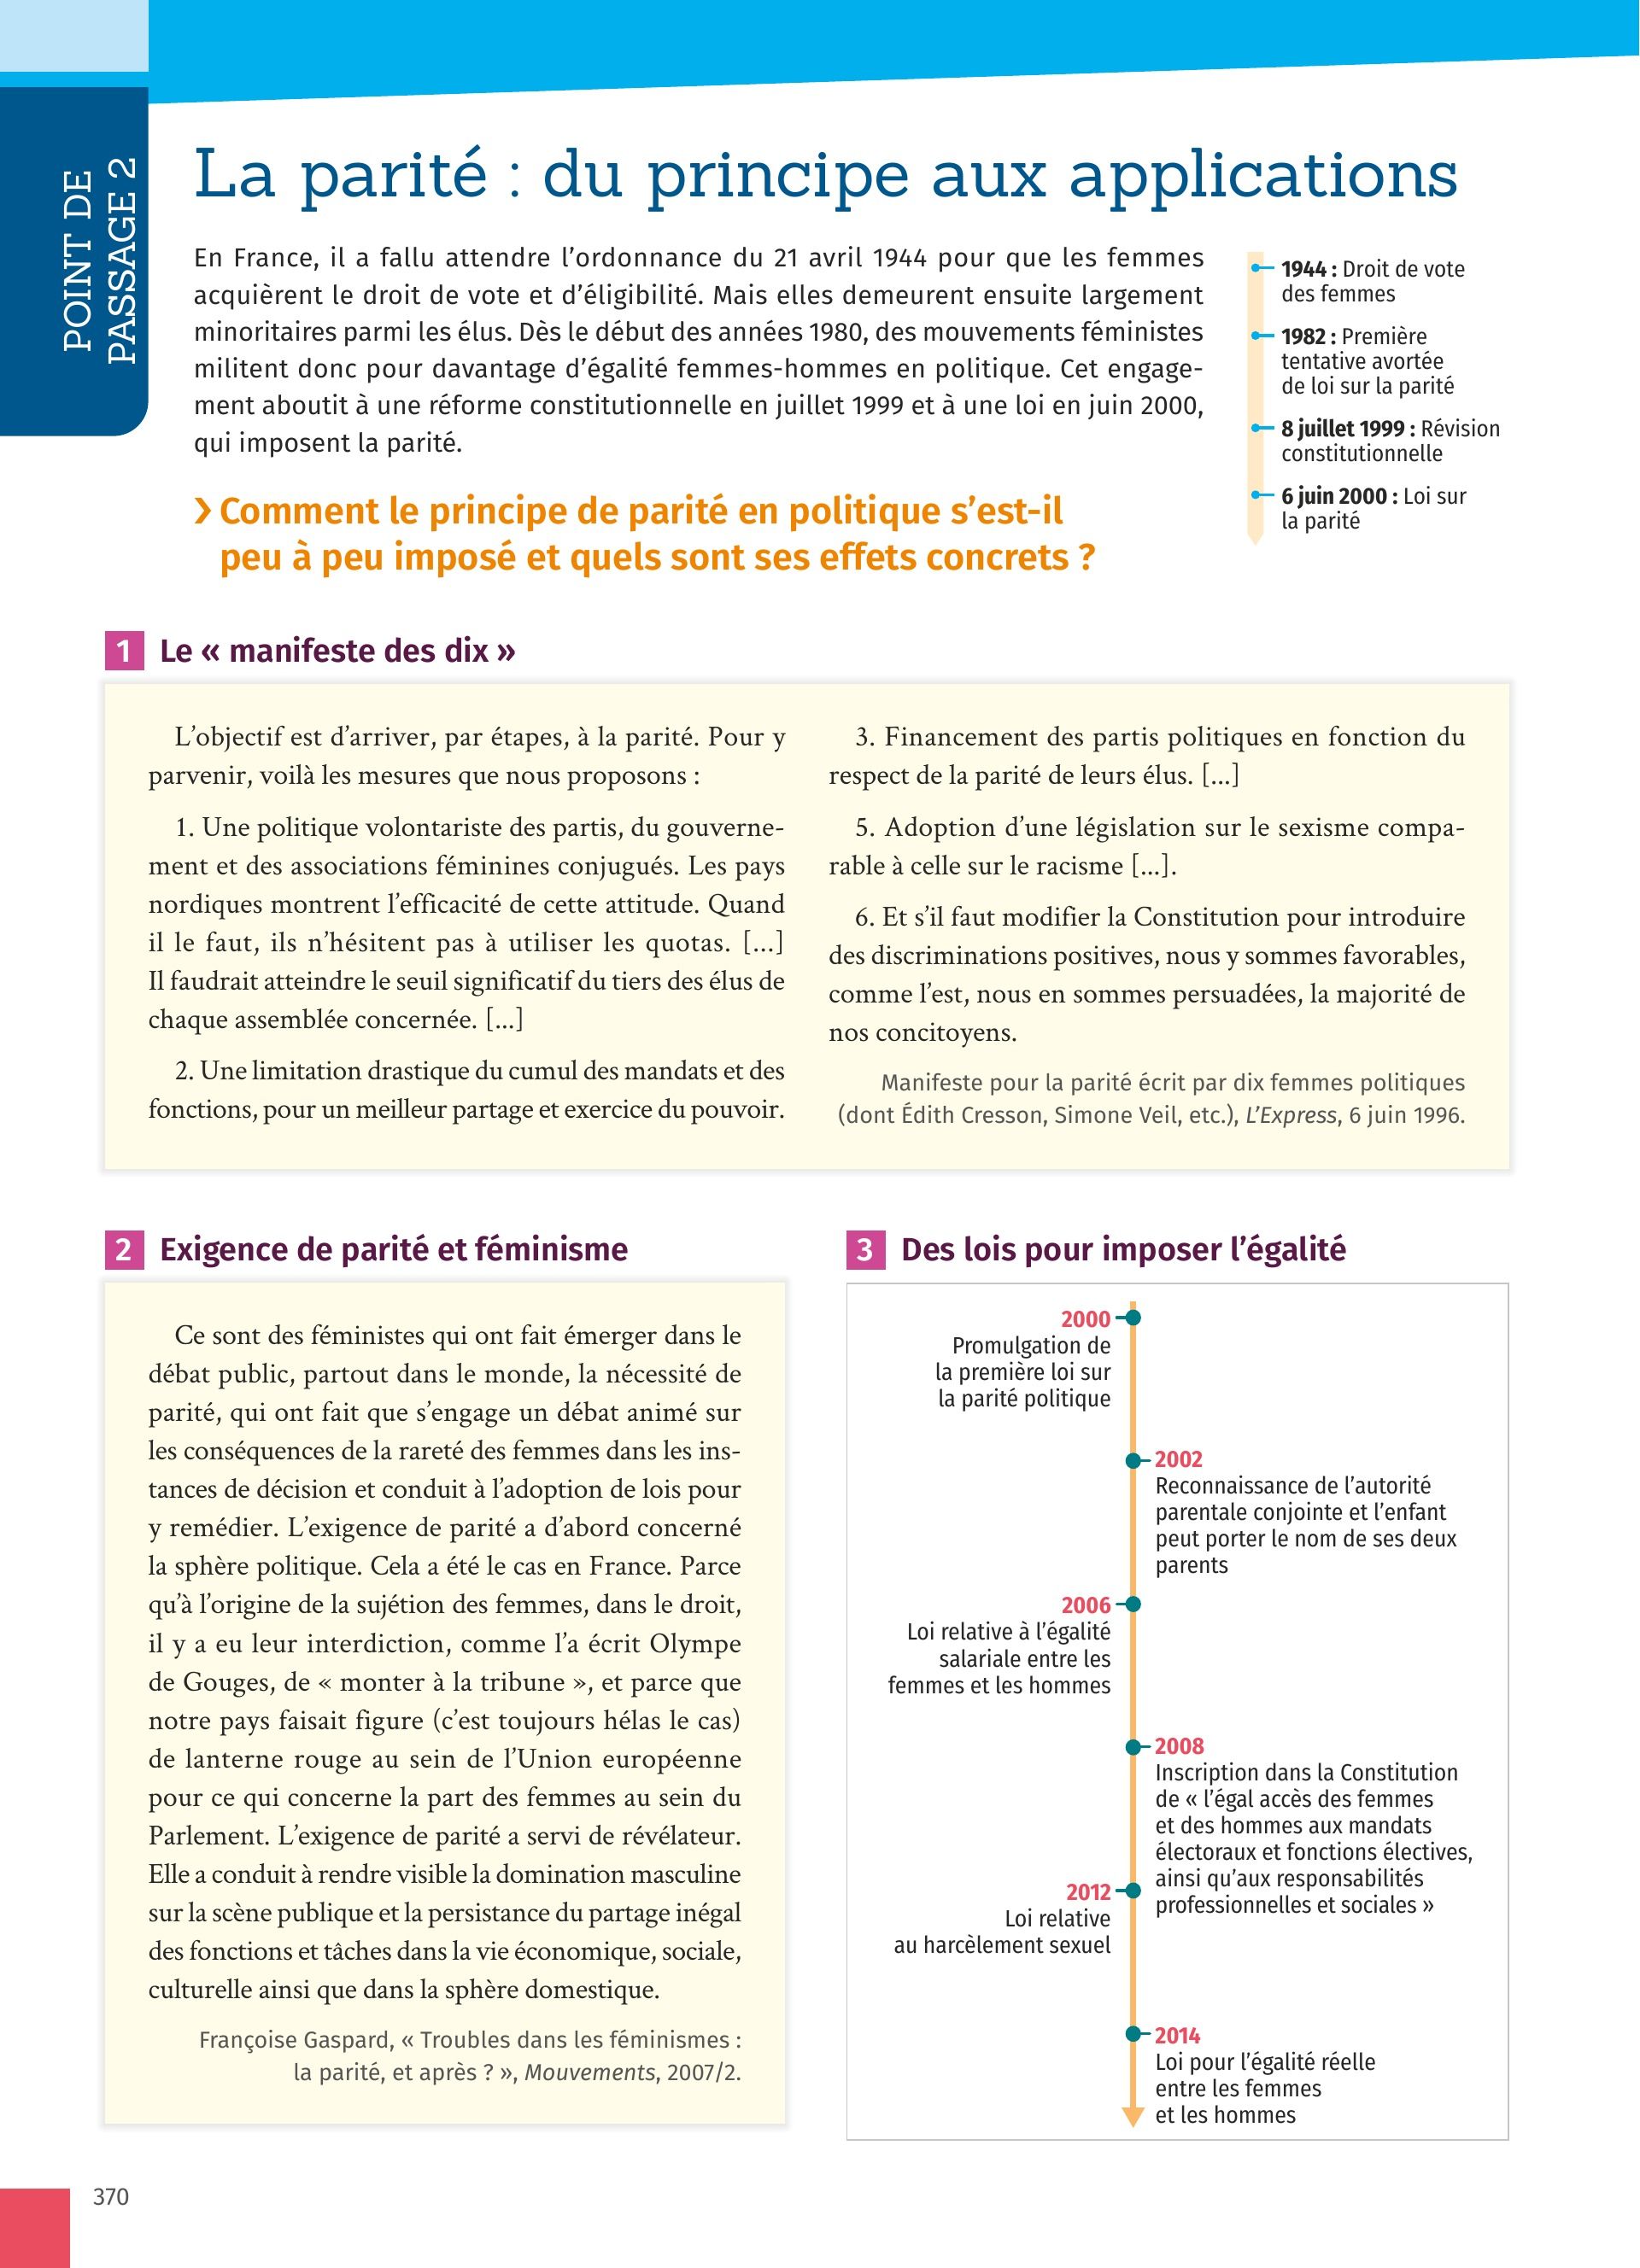 POINT DE
PASSAGE 2
La parité : du principe aux applications
En France, il a fallu attendre l’ordonnance du 21 avril 1944 pour que les femmes
acquièrent le droit de vote et d’éligibilité. Mais elles demeurent ensuite largement
minoritaires parmi les élus. Dès le début des années 1980, des mouvements féministes
militent donc pour davantage d’égalité femmes-hommes en politique. Cet engage-
ment aboutit à une réforme constitutionnelle en juillet 1999 et à une loi en juin 2000,
qui imposent la parité.
1944 : Droit de vote
des femmes
1982 : Première
tentative avortée
de loi sur la parité
8 juillet 1999 : Révision
constitutionnelle
6 juin 2000 : Loi sur
la parité
› Comment le principe de parité en politique s’est-il
peu à peu imposé et quels sont ses effets concrets ?
1 Le « manifeste des dix »
L’objectif est d’arriver, par étapes, à la parité. Pour y
parvenir, voilà les mesures que nous proposons :
1. Une politique volontariste des partis, du gouverne-
ment et des associations féminines conjugués. Les pays
nordiques montrent l’efficacité de cette attitude. Quand
il le faut, ils n’hésitent pas à utiliser les quotas. [...]
Il faudrait atteindre le seuil significatif du tiers des élus de
chaque assemblée concernée. [...]
2. Une limitation drastique du cumul des mandats et des
fonctions, pour un meilleur partage et exercice du pouvoir.
3. Financement des partis politiques en fonction du
respect de la parité de leurs élus. [...]
5. Adoption d’une législation sur le sexisme compa-
rable à celle sur le racisme [...].
6. Et s’il faut modifier la Constitution pour introduire
des discriminations positives, nous y sommes favorables,
comme l’est, nous en sommes persuadées, la majorité de
nos concitoyens.
Manifeste pour la parité écrit par dix femmes politiques
(dont Édith Cresson, Simone Veil, etc.), L’Express, 6 juin 1996.
2 Exigence de parité et féminisme
Ce sont des féministes qui ont fait émerger dans le
débat public, partout dans le monde, la nécessité de
parité, qui ont fait que s’engage un débat animé sur
les conséquences de la rareté des femmes dans les ins-
tances de décision et conduit à l’adoption de lois pour
y remédier. L’exigence de parité a d’abord concerné
la sphère politique. Cela a été le cas en France. Parce
qu’à l’origine de la sujétion des femmes, dans le droit,
il y a eu leur interdiction, comme l’a écrit Olympe
de Gouges, de « monter à la tribune », et parce que
notre pays faisait figure (c’est toujours hélas le cas)
de lanterne rouge au sein de l’Union européenne
pour ce qui concerne la part des femmes au sein du
Parlement. L’exigence de parité a servi de révélateur.
Elle a conduit à rendre visible la domination masculine
sur la scène publique et la persistance du partage inégal
des fonctions et tâches dans la vie économique, sociale,
culturelle ainsi que dans la sphère domestique.
Françoise Gaspard, « Troubles dans les féminismes :
la parité, et après ? », Mouvements, 2007/2.
3 Des lois pour imposer l’égalité
2000
Promulgation de
la première loi sur
la parité politique
2002
Reconnaissance de l’autorité
parentale conjointe et l’enfant
peut porter le nom de ses deux
parents
2006
Loi relative à l’égalité
salariale entre les
femmes et les hommes
2008
Inscription dans la Constitution
de « l’égal accès des femmes
et des hommes aux mandats
électoraux et fonctions électives,
ainsi qu’aux responsabilités
professionnelles et sociales »
2012
Loi relative
au harcèlement sexuel
2014
Loi pour l’égalité réelle
entre les femmes
et les hommes
370